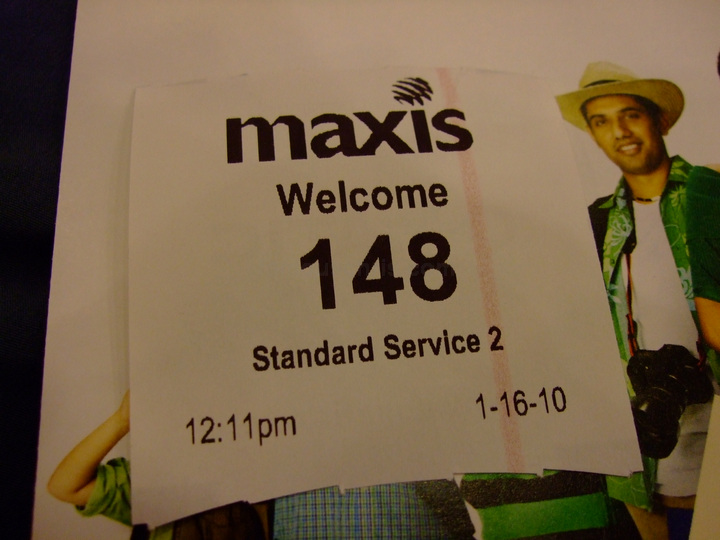 maxis
Welcome
148
Standard Service 2
12:11pm 1-16-10